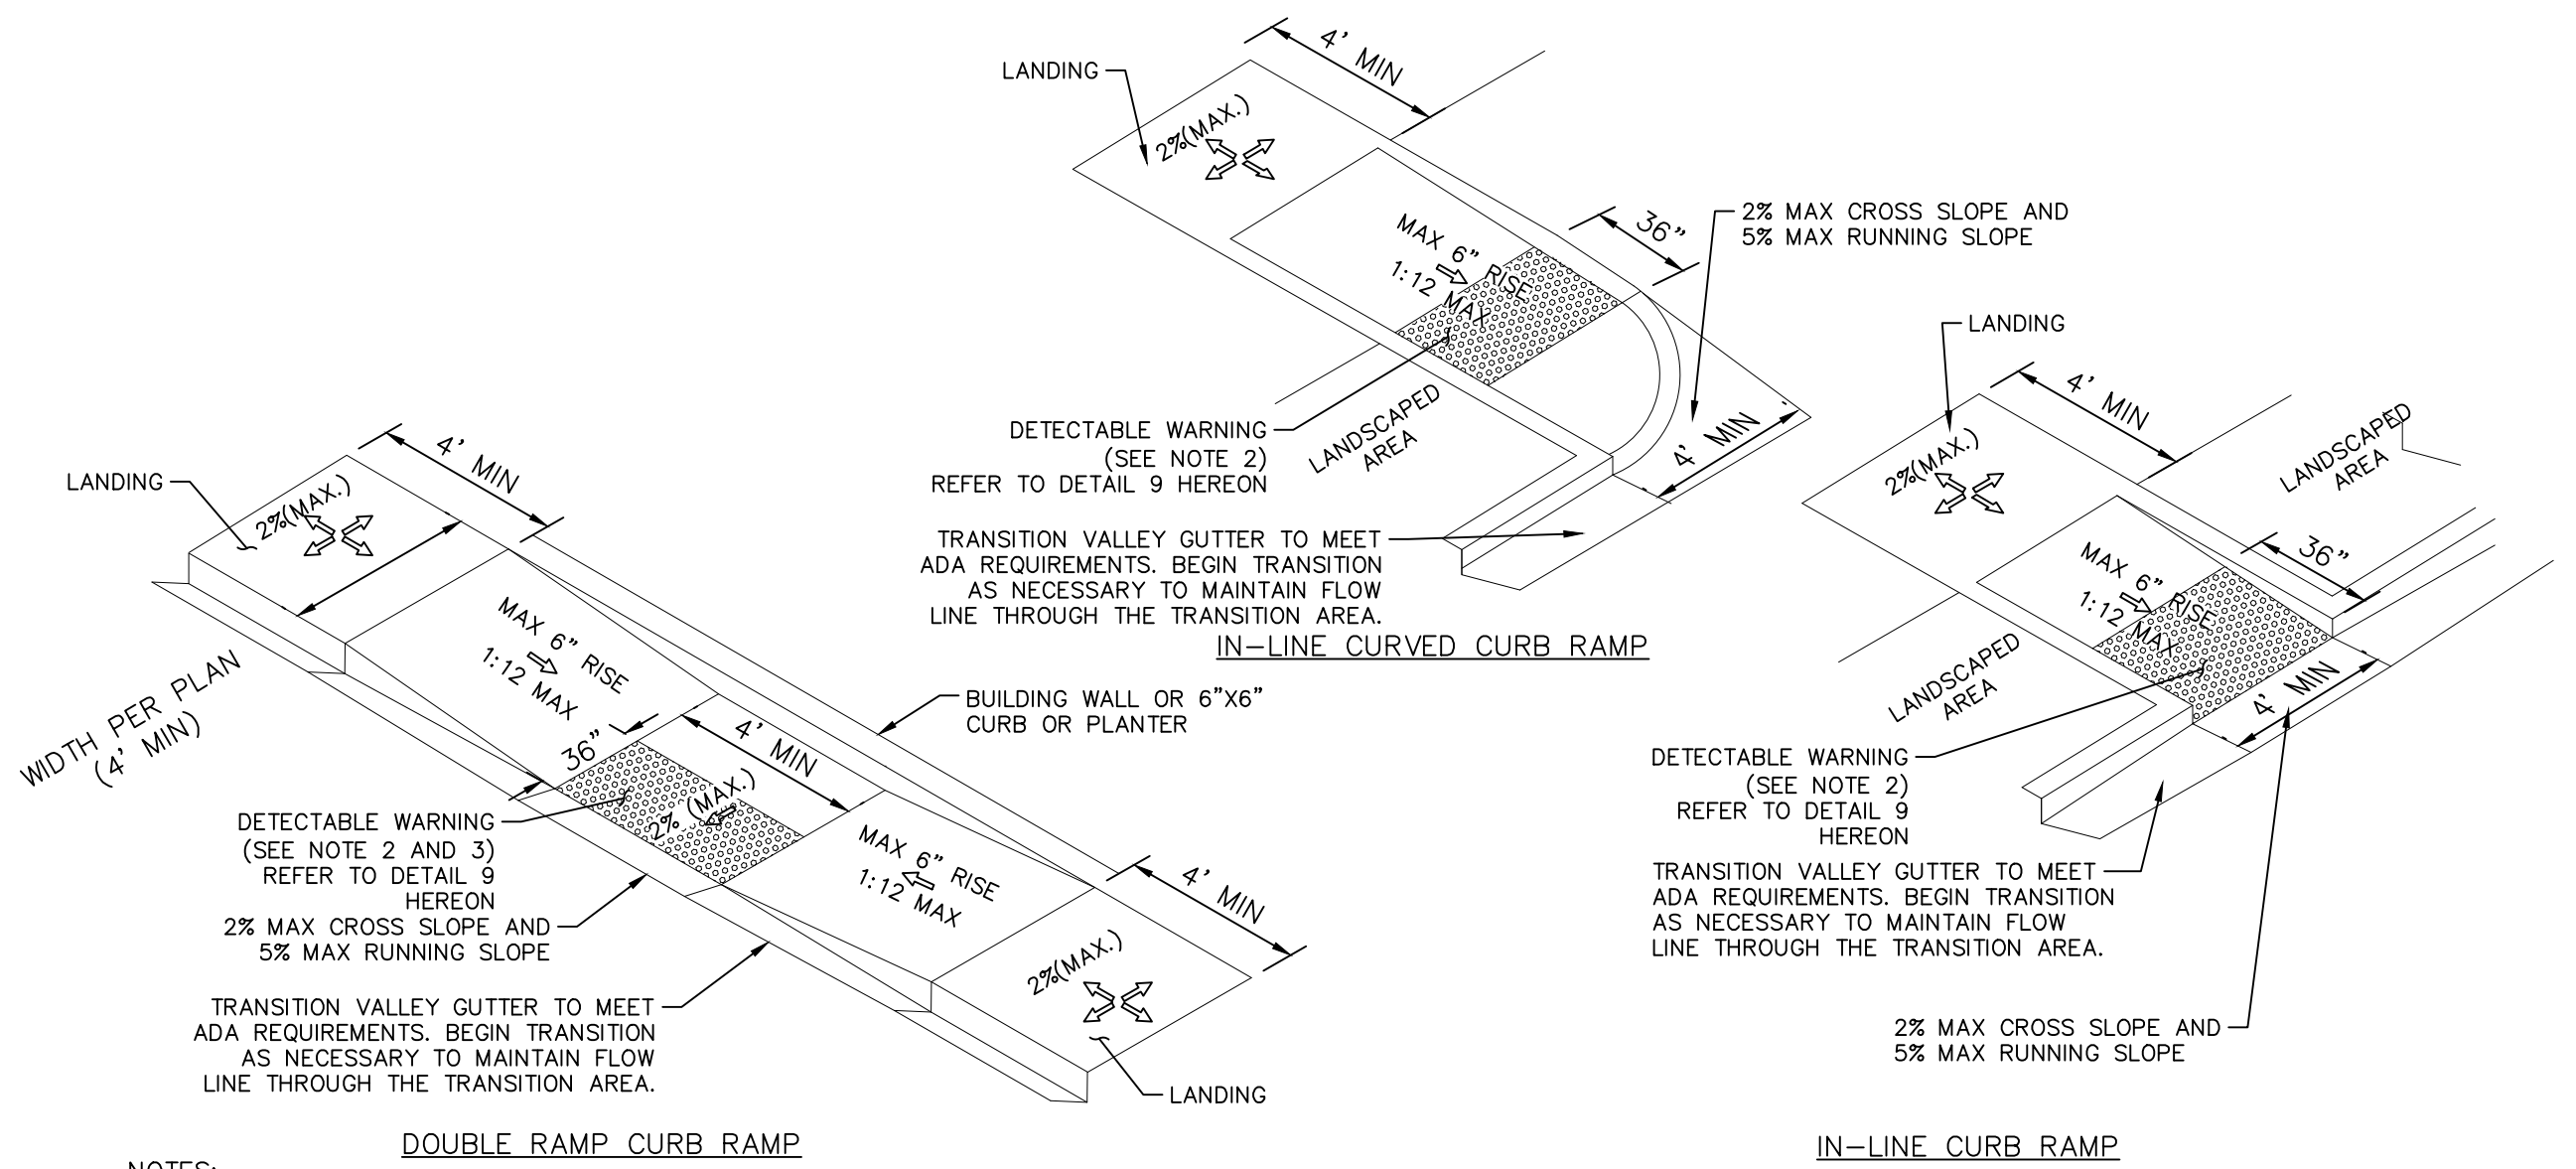 4' MIN
LANDING
2%(MAX.)
MAX 6” RISE
1:12 MAX
36”
2% MAX CROSS SLOPE AND
5% MAX RUNNING SLOPE
DETECTABLE WARNING
(SEE NOTE 2)
REFER TO DETAIL 9 HEREON
LANDSCAPED
AREA
4' MIN
TRANSITION VALLEY GUTTER TO MEET
ADA REQUIREMENTS. BEGIN TRANSITION
AS NECESSARY TO MAINTAIN FLOW
LINE THROUGH THE TRANSITION AREA.
IN-LINE CURVED CURB RAMP
LANDING
4' MIN
2%(MAX.)
LANDSCAPED
AREA
MAX 6” RISE
1:12 MAX
36”
LANDSCAPED
AREA
4' MIN
DETECTABLE WARNING
(SEE NOTE 2)
REFER TO DETAIL 9
HEREON
TRANSITION VALLEY GUTTER TO MEET
ADA REQUIREMENTS. BEGIN TRANSITION
AS NECESSARY TO MAINTAIN FLOW
LINE THROUGH THE TRANSITION AREA.
2% MAX CROSS SLOPE AND
5% MAX RUNNING SLOPE
IN-LINE CURB RAMP
LANDING
4' MIN
2%(MAX.)
WIDTH PER PLAN
(4' MIN)
MAX 6” RISE
1:12 MAX
BUILDING WALL OR 6”X6”
CURB OR PLANTER
36”
4' MIN
2% (MAX.)
DETECTABLE WARNING
(SEE NOTE 2 AND 3)
REFER TO DETAIL 9
HEREON
2% MAX CROSS SLOPE AND
5% MAX RUNNING SLOPE
MAX 6” RISE
1:12 MAX
4' MIN
2%(MAX.)
TRANSITION VALLEY GUTTER TO MEET
ADA REQUIREMENTS. BEGIN TRANSITION
AS NECESSARY TO MAINTAIN FLOW
LINE THROUGH THE TRANSITION AREA.
LANDING
DOUBLE RAMP CURB RAMP
NOTES: